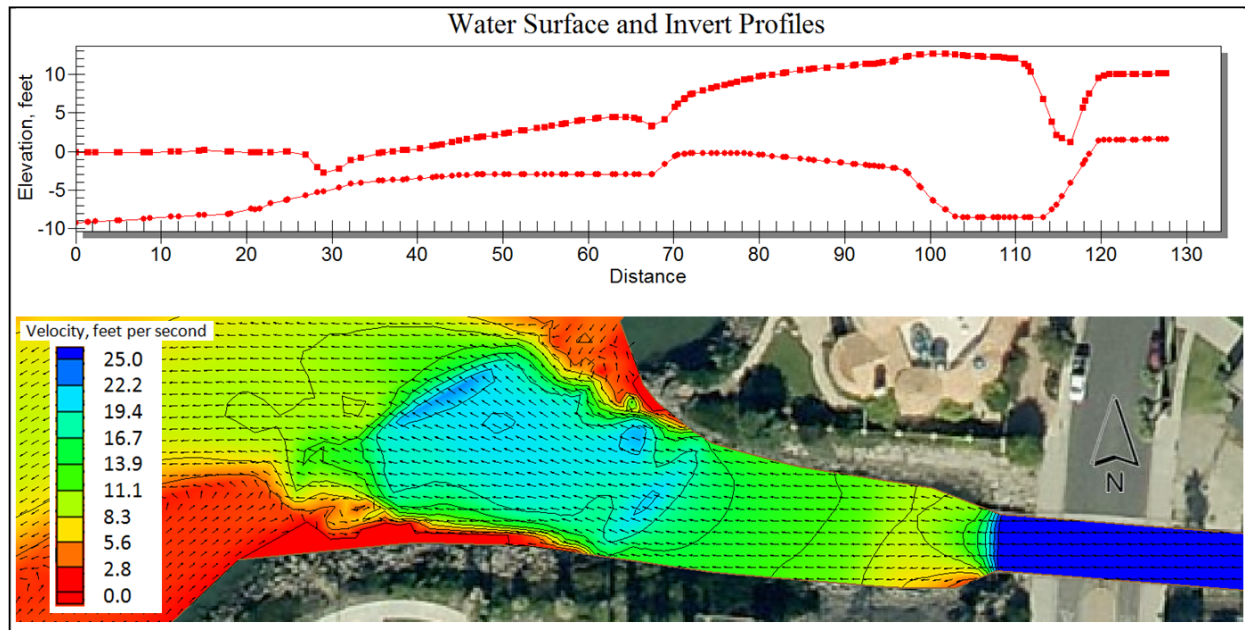 Water Surface and Invert Profiles
Elevation, feet
10
5
0
-5
-10
0 10 20 30 40 50 60 70 80 90 100 110 120 130
Distance
Velocity, feet per second
25.0
22.2
19.4
16.7
13.9
11.1
8.3
5.6
2.8
0.0
N